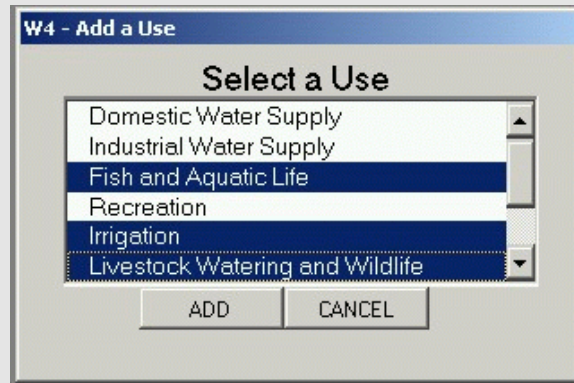 W4 - Add a Use
Select a Use
Domestic Water Supply
Industrial Water Supply
Fish and Aquatic Life
Recreation
Irrigation
Livestock Watering and Wildlife
ADD CANCEL